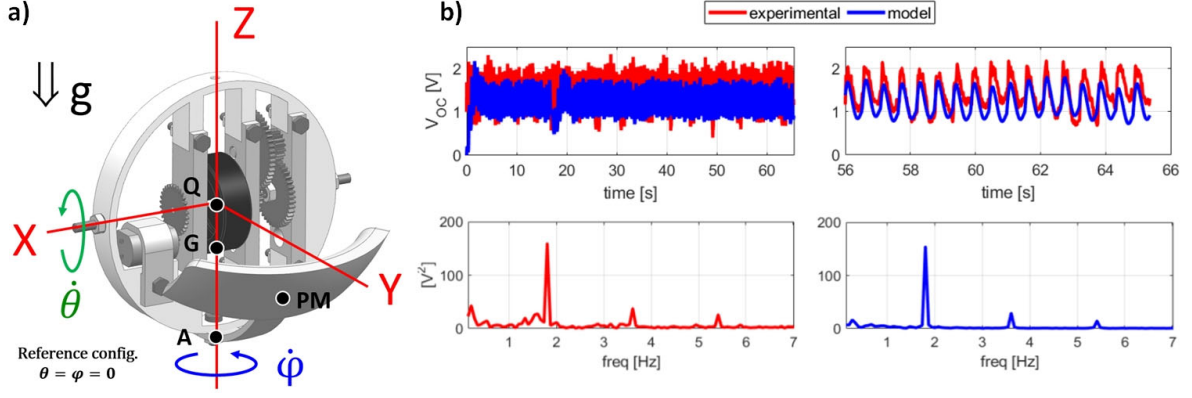 a)
Z
g
Q
X
G
Y
θ̇
PM
A
φ̇
Reference config.
θ = φ = 0
b)
experimental model
V_OC [V]
2
1
0
0 10 20 30 40 50 60
time [s]
2
1
0
56 58 60 62 64 66
time [s]
[V²]
200
100
0
1 2 3 4 5 6 7
freq [Hz]
200
100
0
1 2 3 4 5 6 7
freq [Hz]